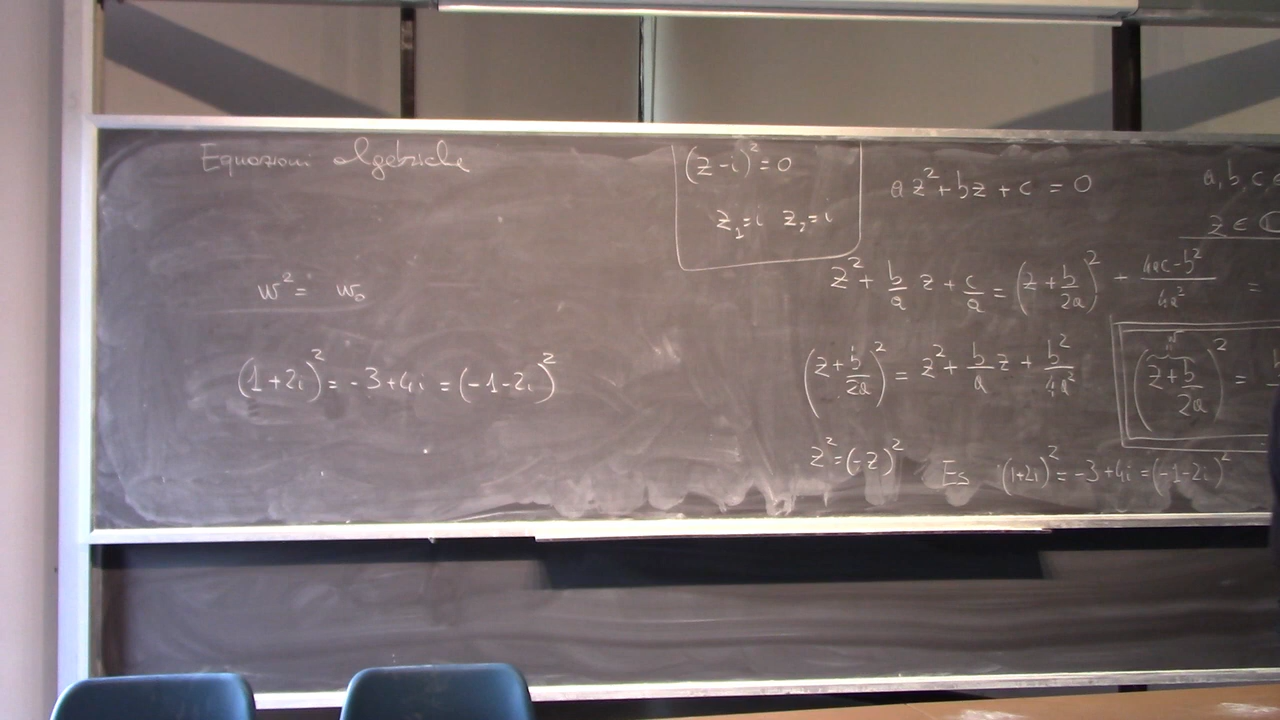 Equazioni algebriche
w² = w₀
(1+2i)² = -3+4i = (-1-2i)²
(z-i)² = 0
z₁=i z₂=i
az²+bz+c = 0
a, b, c,
z ∈ ℂ
z² + b/a z + c/a = (z + b/2a)² + (4ac-b²)/4a² =
(z + b/2a)² = z² + b/a z + b²/4a²
w
(z + b/2a)² =
z² = (-z)² Es (1+2i)² = -3+4i = (-1-2i)²